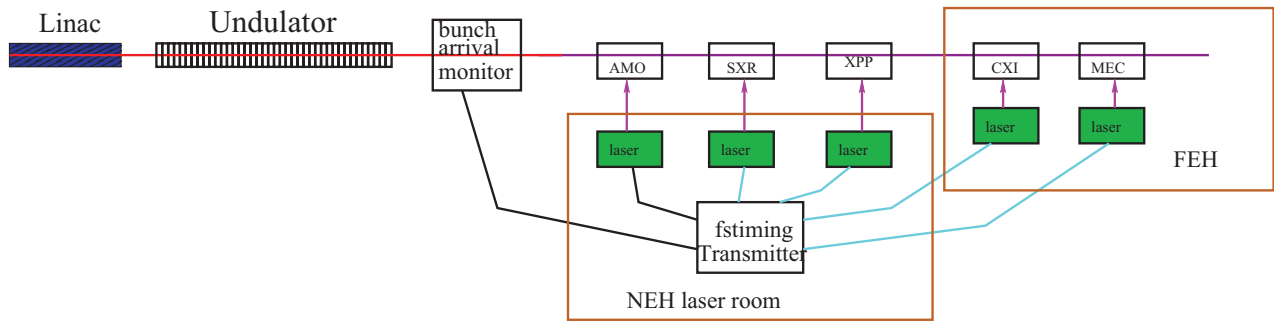 Linac
Undulator
bunch
arrival
monitor
AMO
SXR
XPP
CXI
MEC
laser
laser
laser
laser
laser
FEH
fstiming
Transmitter
NEH laser room